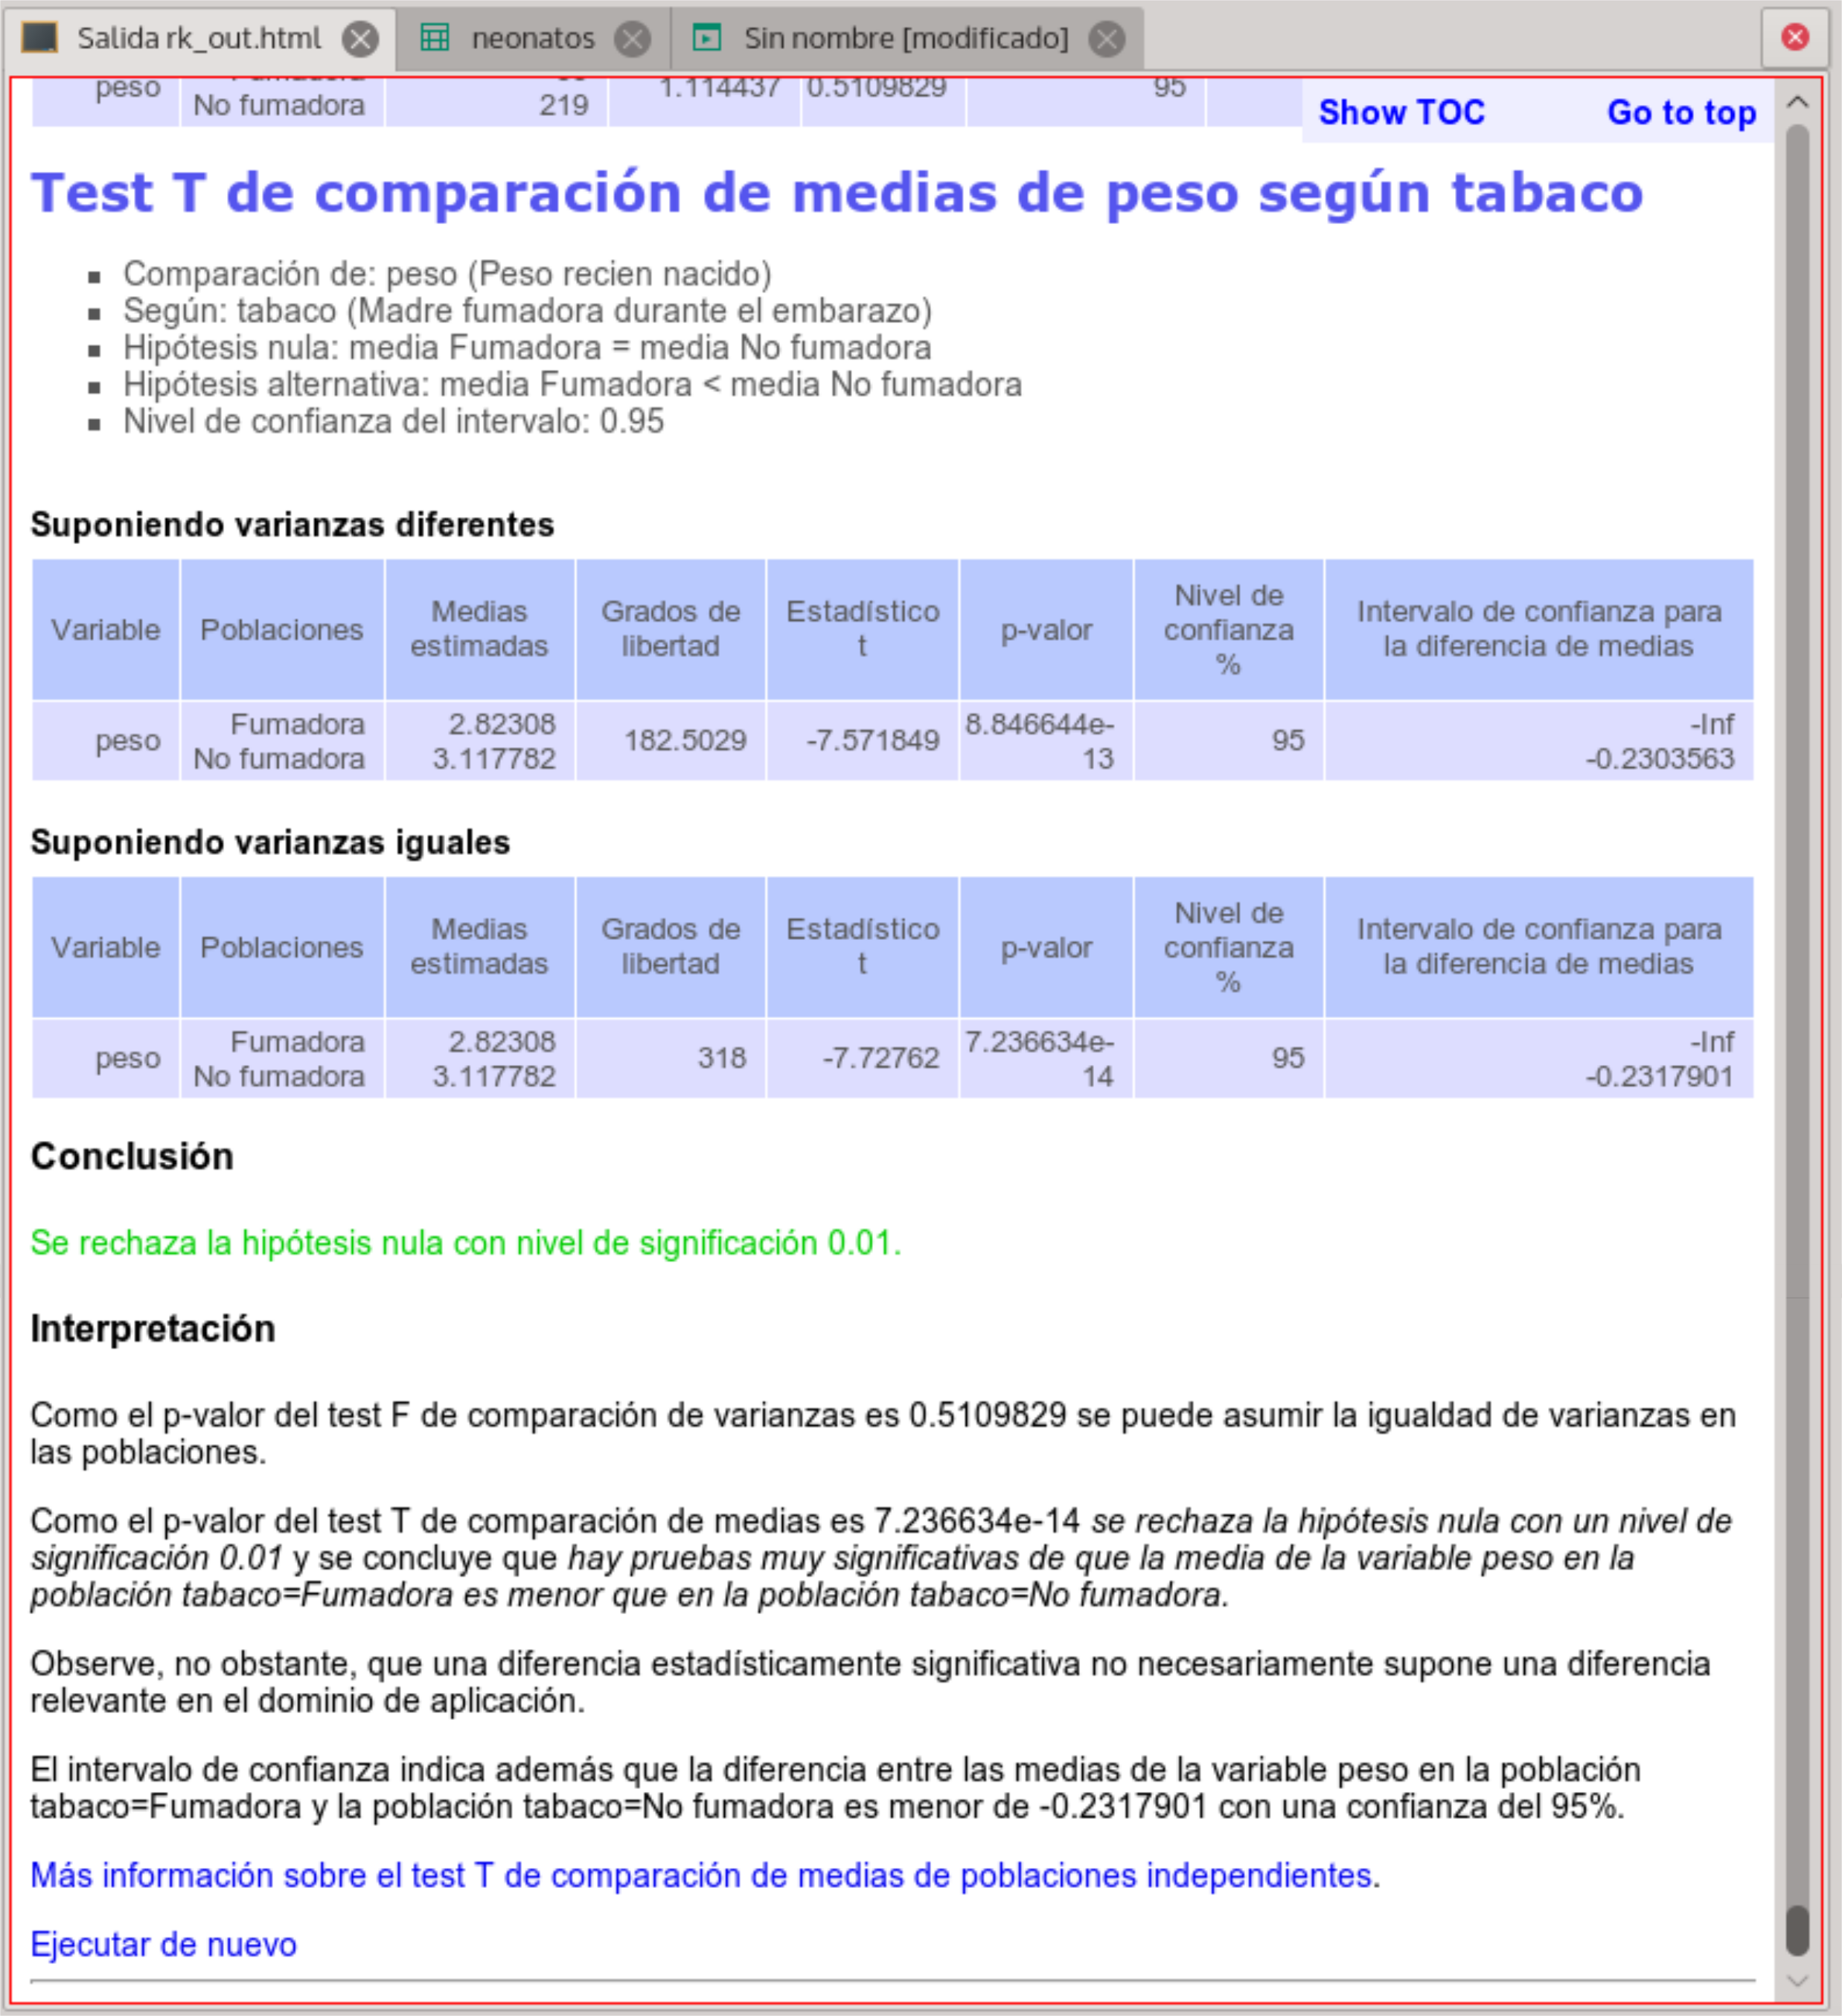 Salida rk_out.html neonatos Sin nombre [modificado]
peso 1.114437 0.5109829 95
No fumadora 219
Show TOC Go to top
Test T de comparación de medias de peso según tabaco
▪ Comparación de: peso (Peso recien nacido)
▪ Según: tabaco (Madre fumadora durante el embarazo)
▪ Hipótesis nula: media Fumadora = media No fumadora
▪ Hipótesis alternativa: media Fumadora < media No fumadora
▪ Nivel de confianza del intervalo: 0.95
Suponiendo varianzas diferentes
Variable Poblaciones Medias estimadas Grados de libertad Estadístico t p-valor Nivel de confianza % Intervalo de confianza para la diferencia de medias
peso Fumadora No fumadora 2.82308 3.117782 182.5029 -7.571849 8.846644e-13 95 -Inf -0.2303563
Suponiendo varianzas iguales
Variable Poblaciones Medias estimadas Grados de libertad Estadístico t p-valor Nivel de confianza % Intervalo de confianza para la diferencia de medias
peso Fumadora No fumadora 2.82308 3.117782 318 -7.72762 7.236634e-14 95 -Inf -0.2317901
Conclusión
Se rechaza la hipótesis nula con nivel de significación 0.01.
Interpretación
Como el p-valor del test F de comparación de varianzas es 0.5109829 se puede asumir la igualdad de varianzas en
las poblaciones.
Como el p-valor del test T de comparación de medias es 7.236634e-14 se rechaza la hipótesis nula con un nivel de
significación 0.01 y se concluye que hay pruebas muy significativas de que la media de la variable peso en la
población tabaco=Fumadora es menor que en la población tabaco=No fumadora.
Observe, no obstante, que una diferencia estadísticamente significativa no necesariamente supone una diferencia
relevante en el dominio de aplicación.
El intervalo de confianza indica además que la diferencia entre las medias de la variable peso en la población
tabaco=Fumadora y la población tabaco=No fumadora es menor de -0.2317901 con una confianza del 95%.
Más información sobre el test T de comparación de medias de poblaciones independientes.
Ejecutar de nuevo